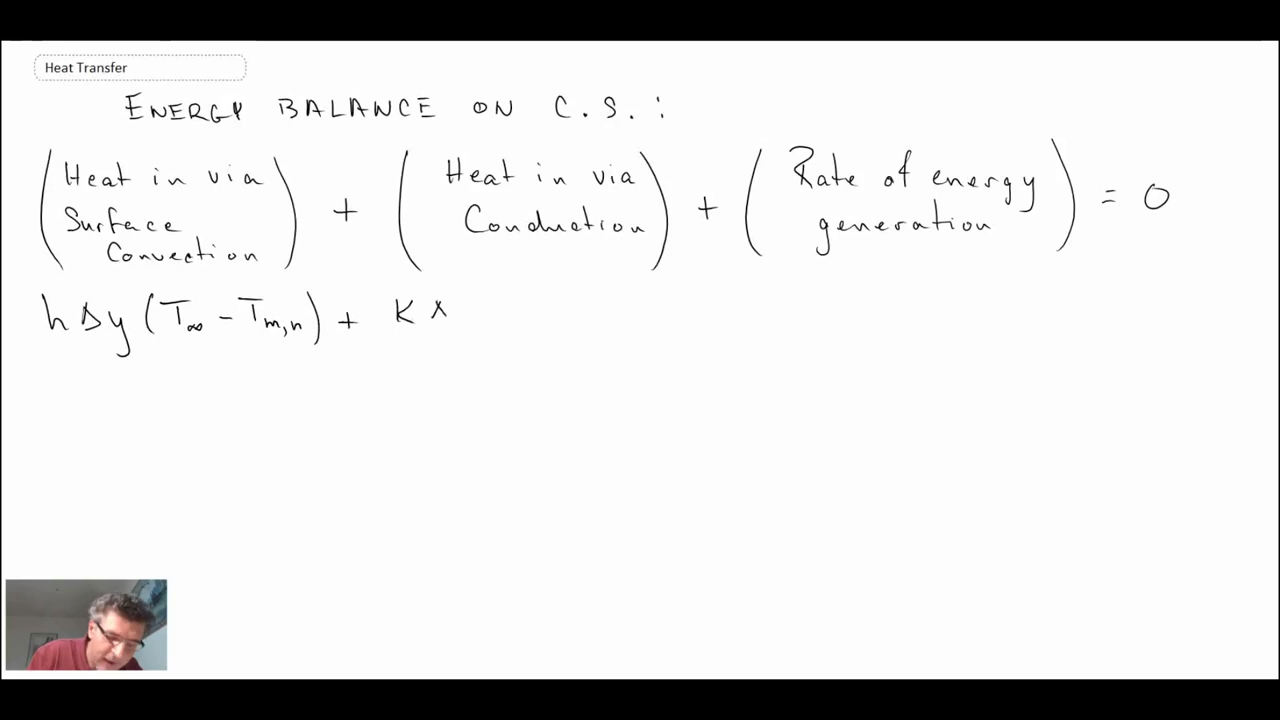 Heat Transfer
ENERGY BALANCE ON C.S.:
(Heat in via Surface Convection) + (Heat in via Conduction) + (Rate of energy generation) = 0
hΔy(T∞ - Tm,n) + K